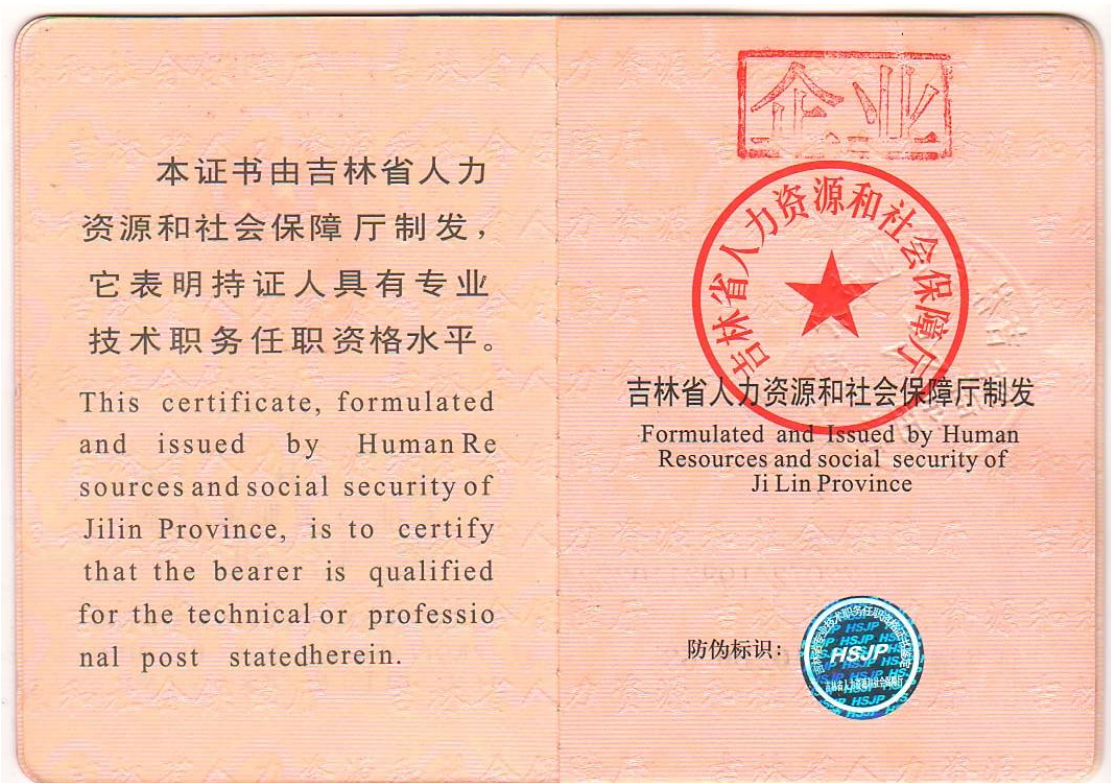 本证书由吉林省人力
资源和社会保障厅制发，
它表明持证人具有专业
技术职务任职资格水平。
This certificate, formulated
and issued by Human Re
sources and social security of
Jilin Province, is to certify
that the bearer is qualified
for the technical or professio
nal post statedherein.
企业
吉林省人力资源和社会保障厅
吉林省人力资源和社会保障厅制发
Formulated and Issued by Human
Resources and social security of
Ji Lin Province
防伪标识：
HSJP